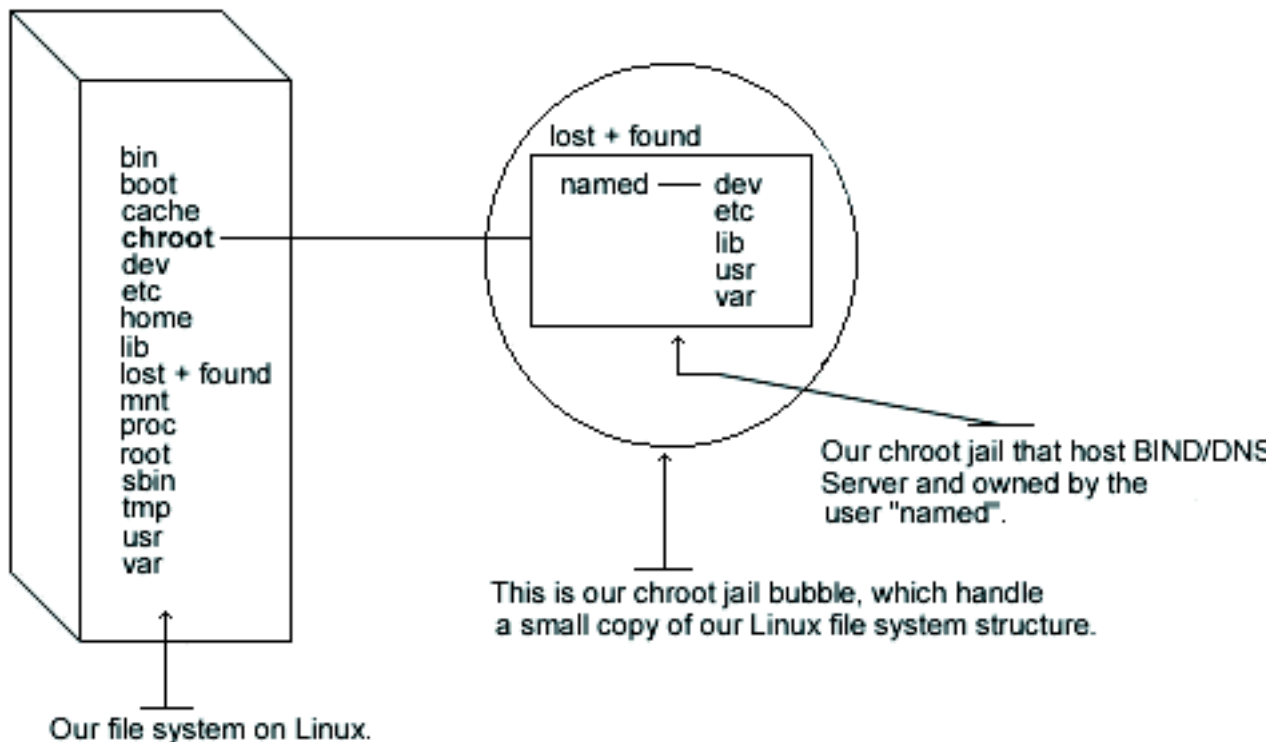 bin
boot
cache
chroot
dev
etc
home
lib
lost + found
mnt
proc
root
sbin
tmp
usr
var
Our file system on Linux.
lost + found
named dev
etc
lib
usr
var
Our chroot jail that host BIND/DNS
Server and owned by the
user "named".
This is our chroot jail bubble, which handle
a small copy of our Linux file system structure.